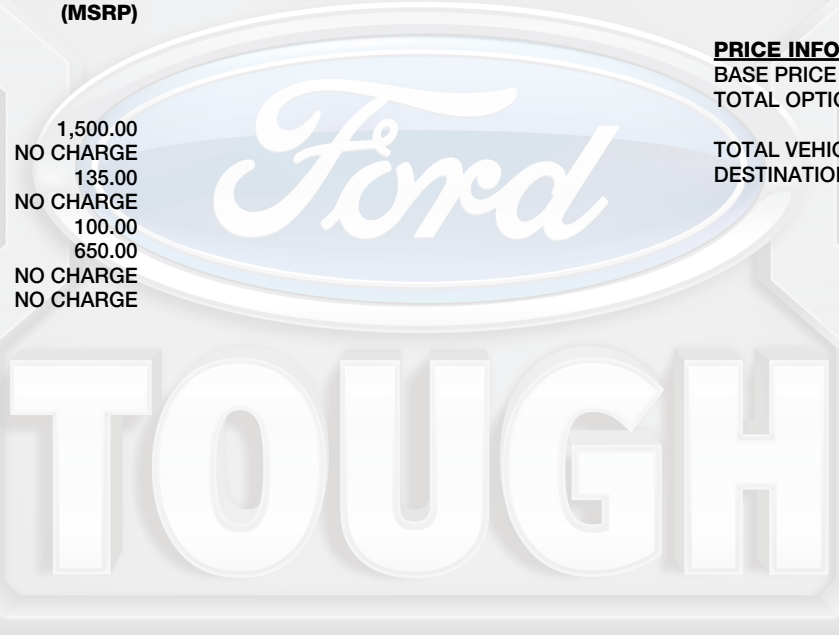 (MSRP)
1,500.00
NO CHARGE
135.00
NO CHARGE
100.00
650.00
NO CHARGE
NO CHARGE
PRICE INFO
BASE PRICE
TOTAL OPTIO
TOTAL VEHIC
DESTINATION
Ford
TOUGH